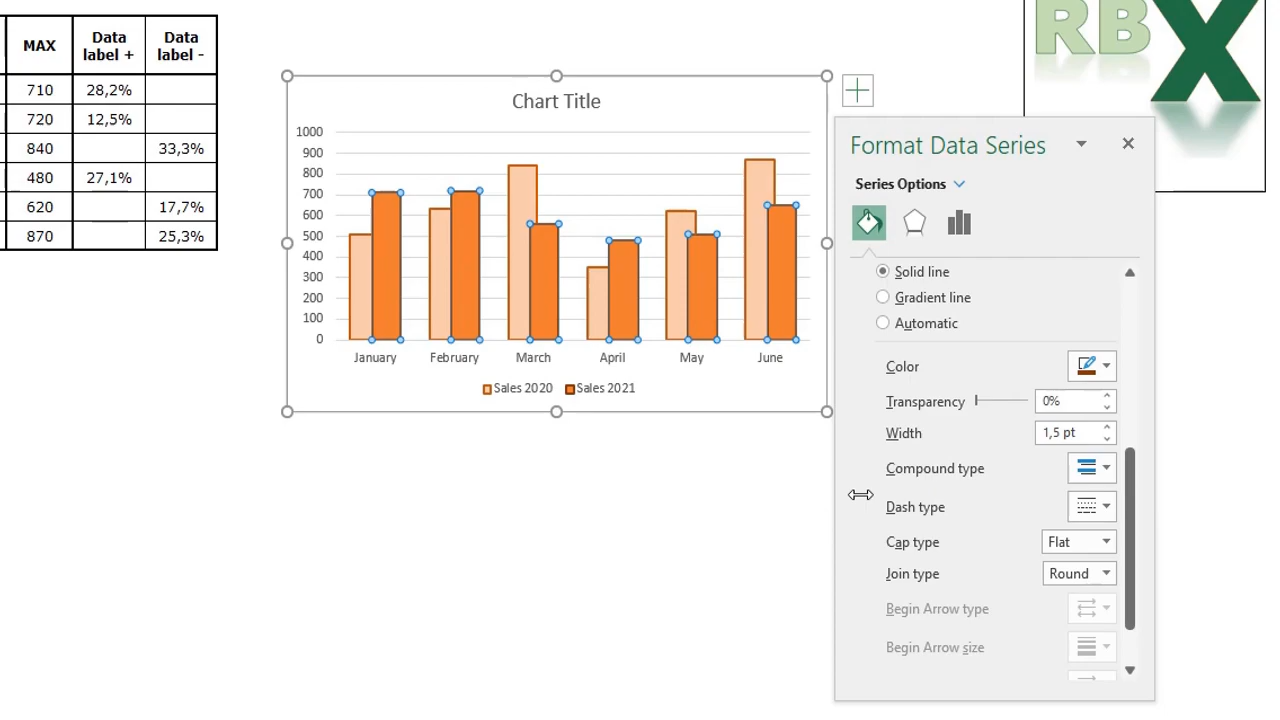 MAX Data label + Data label -
710 28,2%
720 12,5%
840 33,3%
480 27,1%
620 17,7%
870 25,3%
Chart Title
1000
900
800
700
600
500
400
300
200
100
0
January February March April May June
Sales 2020 Sales 2021
RBX
Format Data Series
Series Options
Solid line
Gradient line
Automatic
Color
Transparency 0%
Width 1,5 pt
Compound type
Dash type
Cap type Flat
Join type Round
Begin Arrow type
Begin Arrow size